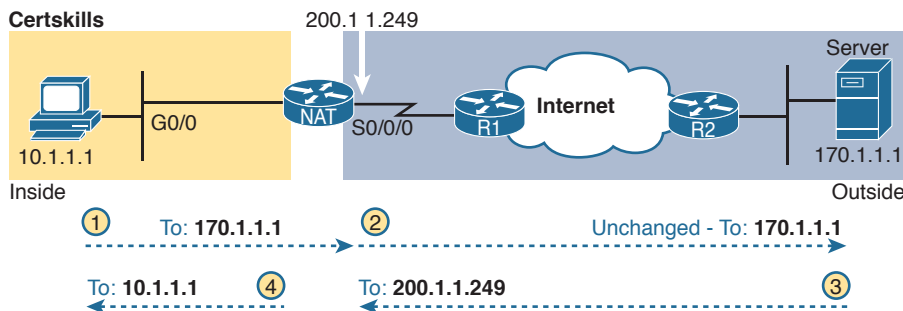 Certskills
200.1 1.249
Server
NAT
G0/0
S0/0/0
R1
Internet
R2
10.1.1.1
170.1.1.1
Inside
Outside
1
To: 170.1.1.1
2
Unchanged - To: 170.1.1.1
To: 10.1.1.1
4
To: 200.1.1.249
3